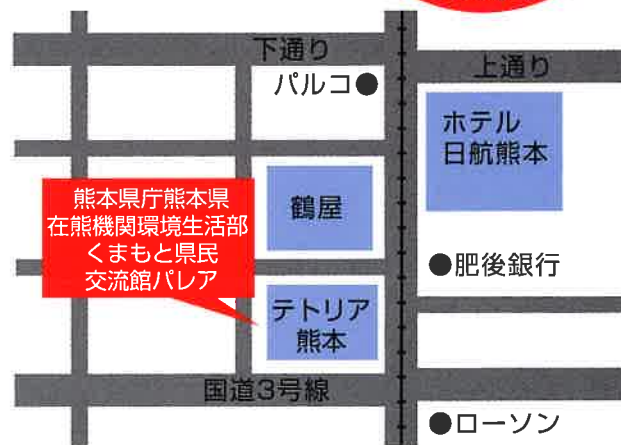 下通り
上通り
パルコ●
ホテル
日航熊本
熊本県庁熊本県
在熊機関環境生活部
くまもと県民
交流館パレア
鶴屋
●肥後銀行
テトリア
熊本
国道3号線
●ローソン